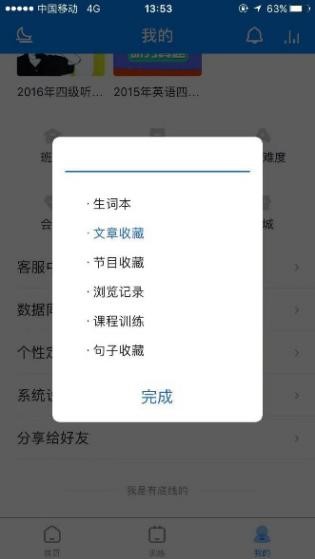 中国移动 4G 13:53 63%
我的
2016年四级听... 2015年英语四...
班 难度
会 城
· 生词本
· 文章收藏
· 节目收藏
· 浏览记录
· 课程训练
· 句子收藏
完成
客服中
数据同
个性定
系统设
分享给好友
我是有底线的
首页 训练 我的